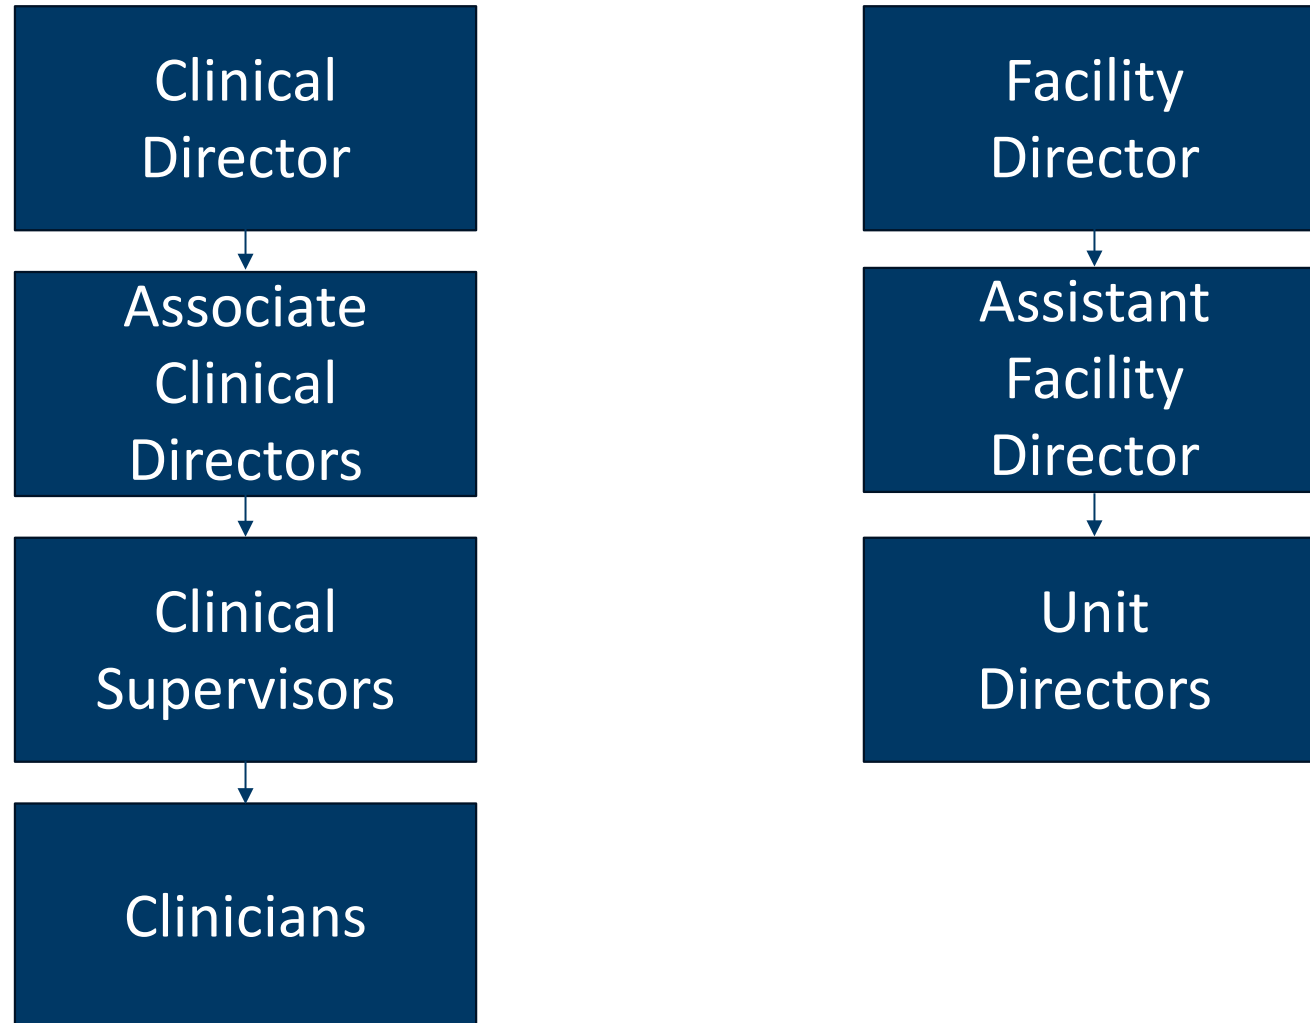 Clinical
Director
Associate
Clinical
Directors
Clinical
Supervisors
Clinicians
Facility
Director
Assistant
Facility
Director
Unit
Directors